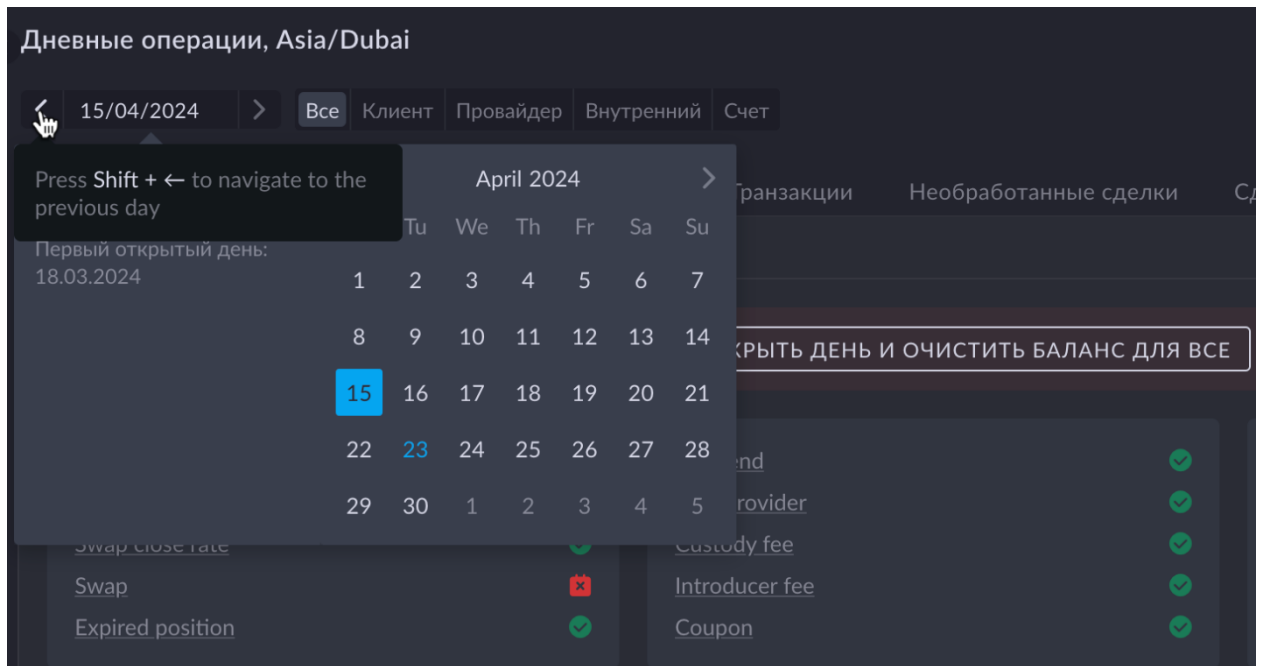 Дневные операции, Asia/Dubai
15/04/2024
Все Клиент Провайдер Внутренний Счет
Press Shift + ← to navigate to the
previous day
April 2024
Транзакции Необработанные сделки
Tu We Th Fr Sa Su
Первый открытый день:
18.03.2024
1 2 3 4 5 6 7
8 9 10 11 12 13 14
КРЫТЬ ДЕНЬ И ОЧИСТИТЬ БАЛАНС ДЛЯ ВСЕ
15 16 17 18 19 20 21
22 23 24 25 26 27 28
end
rovider
29 30 1 2 3 4 5
Swap close rate
Custody fee
Swap
Introducer fee
Expired position
Coupon